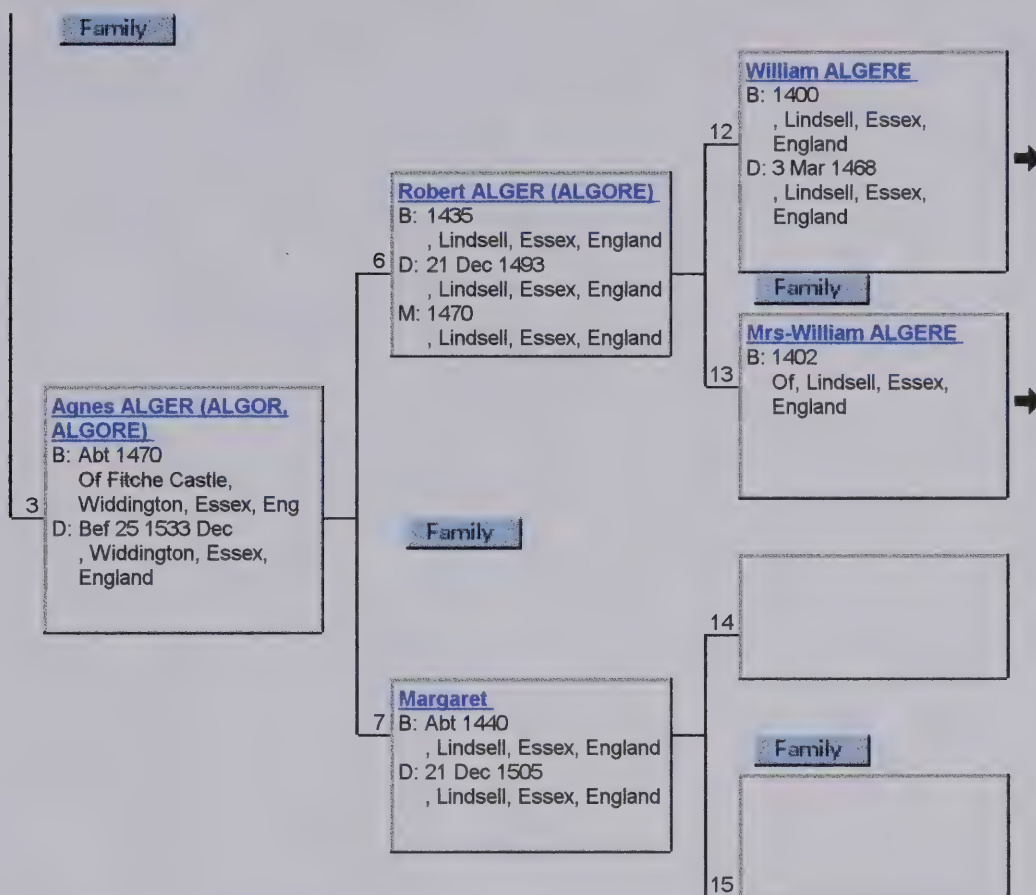 Family
William ALGERE
B: 1400
, Lindsell, Essex,
England
D: 3 Mar 1468
, Lindsell, Essex,
England
12
Robert ALGER (ALGORE)
B: 1435
, Lindsell, Essex, England
D: 21 Dec 1493
, Lindsell, Essex, England
M: 1470
, Lindsell, Essex, England
6
Family
Mrs-William ALGERE
B: 1402
Of, Lindsell, Essex,
England
13
Agnes ALGER (ALGOR,
ALGORE)
B: Abt 1470
Of Fitche Castle,
Widdington, Essex, Eng
D: Bef 25 1533 Dec
, Widdington, Essex,
England
3
Family
14
Margaret
B: Abt 1440
, Lindsell, Essex, England
D: 21 Dec 1505
, Lindsell, Essex, England
7
Family
15